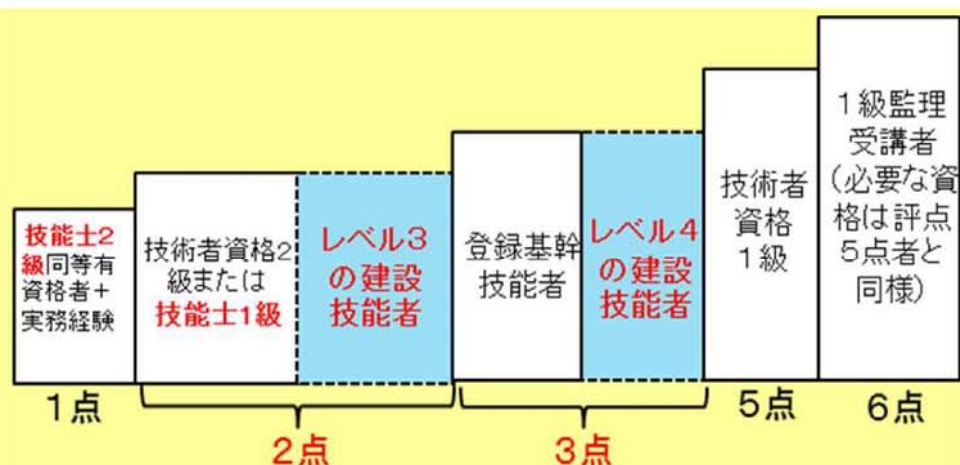 技能士2
級同等有
資格者+
実務経験
技術者資格2
級または
技能士1級
レベル3
の建設
技能者
登録基幹
技能者
レベル4
の建設
技能者
技術者
資格
1級
1級監理
受講者
(必要な資
格は評点
5点者と
同様)
1点
2点
3点
5点
6点